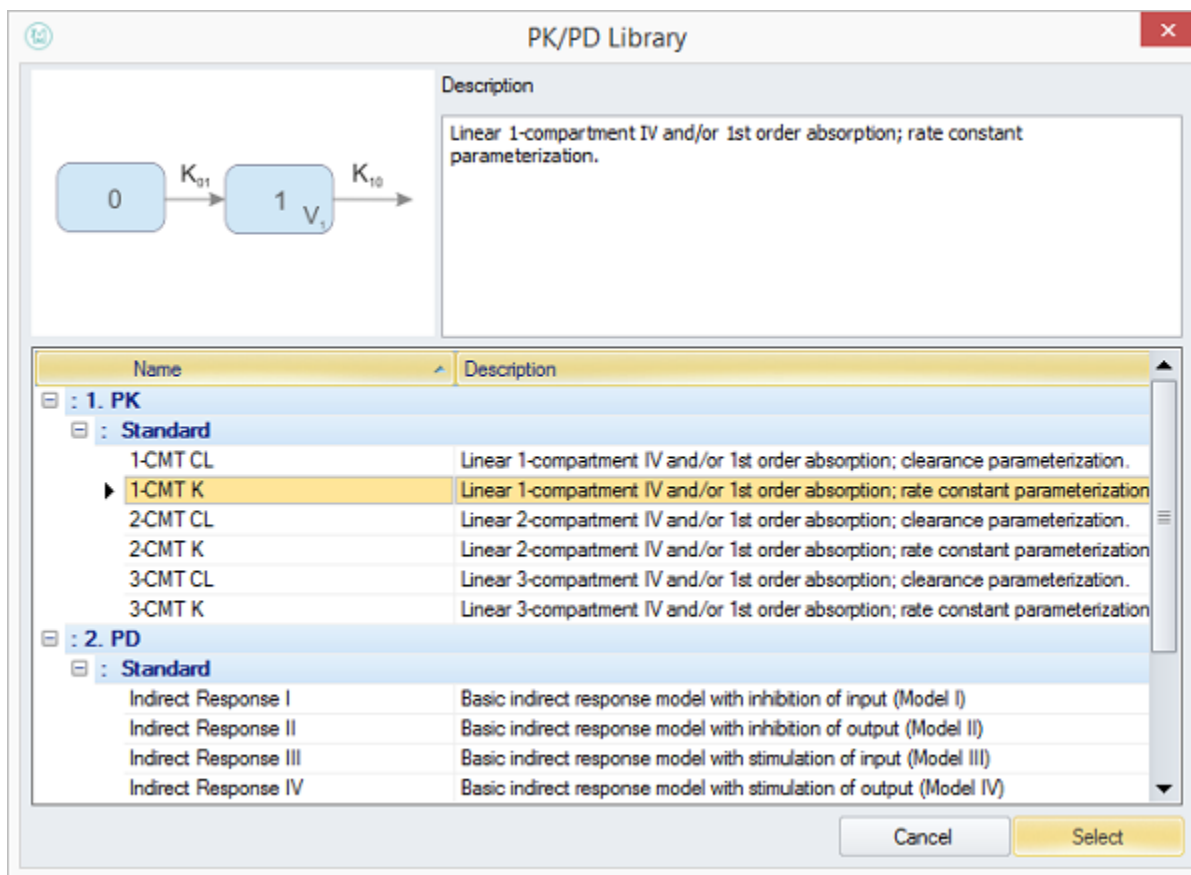 PK/PD Library
Description
Linear 1-compartment IV and/or 1st order absorption; rate constant
parameterization.
0 K01 1 V1 K10
Name Description
: 1. PK
: Standard
1-CMT CL Linear 1-compartment IV and/or 1st order absorption; clearance parameterization.
1-CMT K Linear 1-compartment IV and/or 1st order absorption; rate constant parameterization
2-CMT CL Linear 2-compartment IV and/or 1st order absorption; clearance parameterization.
2-CMT K Linear 2-compartment IV and/or 1st order absorption; rate constant parameterization
3-CMT CL Linear 3-compartment IV and/or 1st order absorption; clearance parameterization.
3-CMT K Linear 3-compartment IV and/or 1st order absorption; rate constant parameterization
: 2. PD
: Standard
Indirect Response I Basic indirect response model with inhibition of input (Model I)
Indirect Response II Basic indirect response model with inhibition of output (Model II)
Indirect Response III Basic indirect response model with stimulation of input (Model III)
Indirect Response IV Basic indirect response model with stimulation of output (Model IV)
Cancel Select